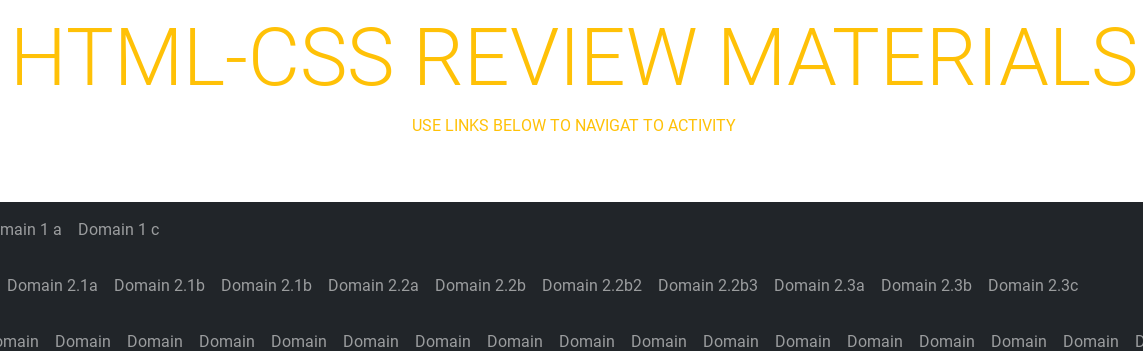 HTML-CSS REVIEW MATERIALS
USE LINKS BELOW TO NAVIGAT TO ACTIVITY
main 1 a Domain 1 c
Domain 2.1a Domain 2.1b Domain 2.1b Domain 2.2a Domain 2.2b Domain 2.2b2 Domain 2.2b3 Domain 2.3a Domain 2.3b Domain 2.3c
omain Domain Domain Domain Domain Domain Domain Domain Domain Domain Domain Domain Domain Domain Domain Domain